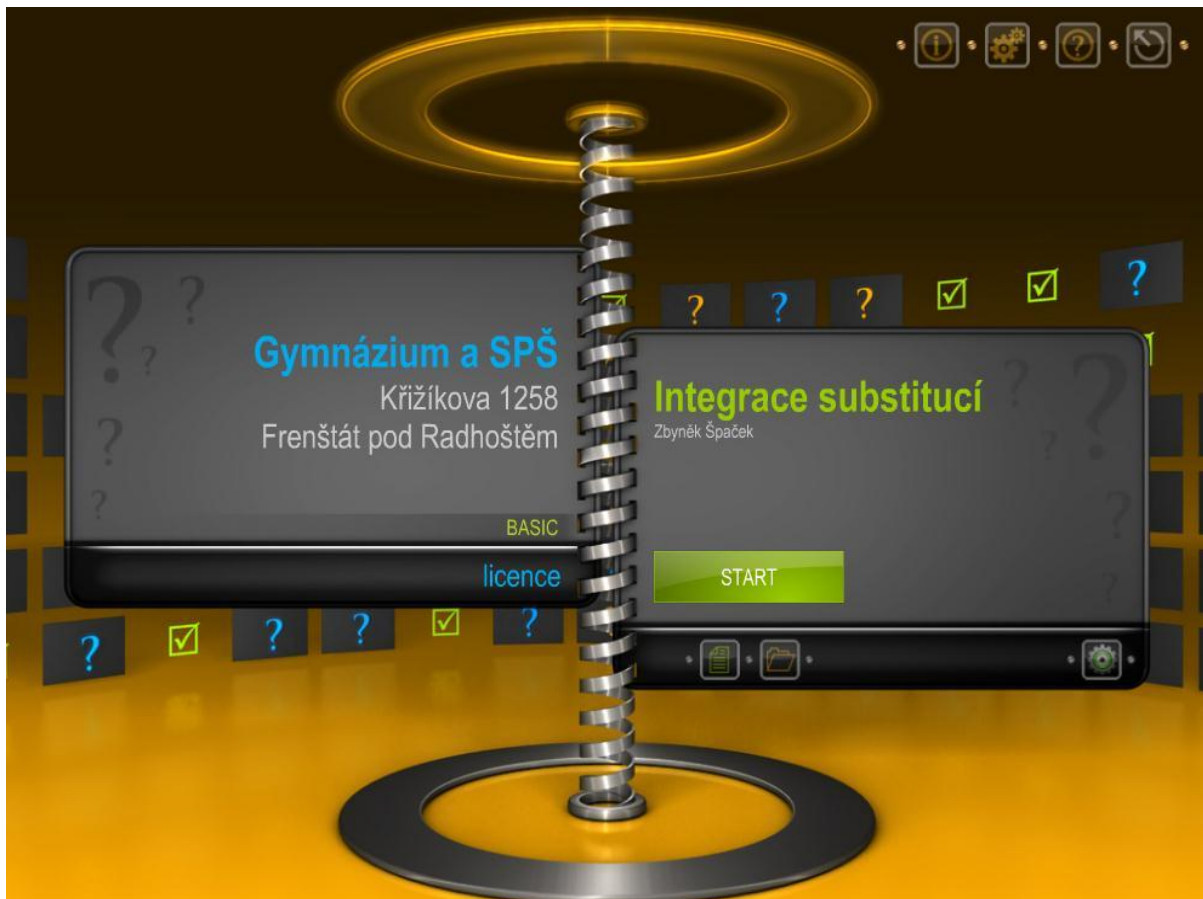 Gymnázium a SPŠ
Křižíkova 1258
Frenštát pod Radhoštěm
BASIC
licence
Integrace substitucí
Zbyněk Špaček
START